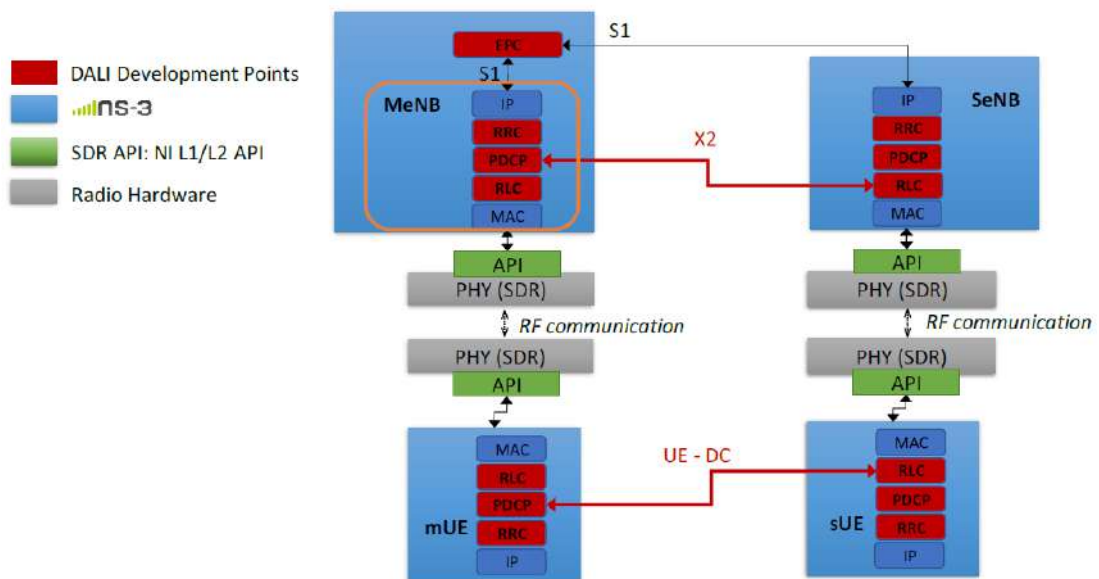 DALI Development Points
ns-3
SDR API: NI L1/L2 API
Radio Hardware
S1
EPC
S1
MeNB
IP
RRC
PDCP
RLC
MAC
API
PHY (SDR)
RF communication
PHY (SDR)
API
MAC
RLC
PDCP
RRC
IP
mUE
X2
UE - DC
SeNB
IP
RRC
PDCP
RLC
MAC
API
PHY (SDR)
RF communication
PHY (SDR)
API
MAC
RLC
PDCP
RRC
IP
sUE